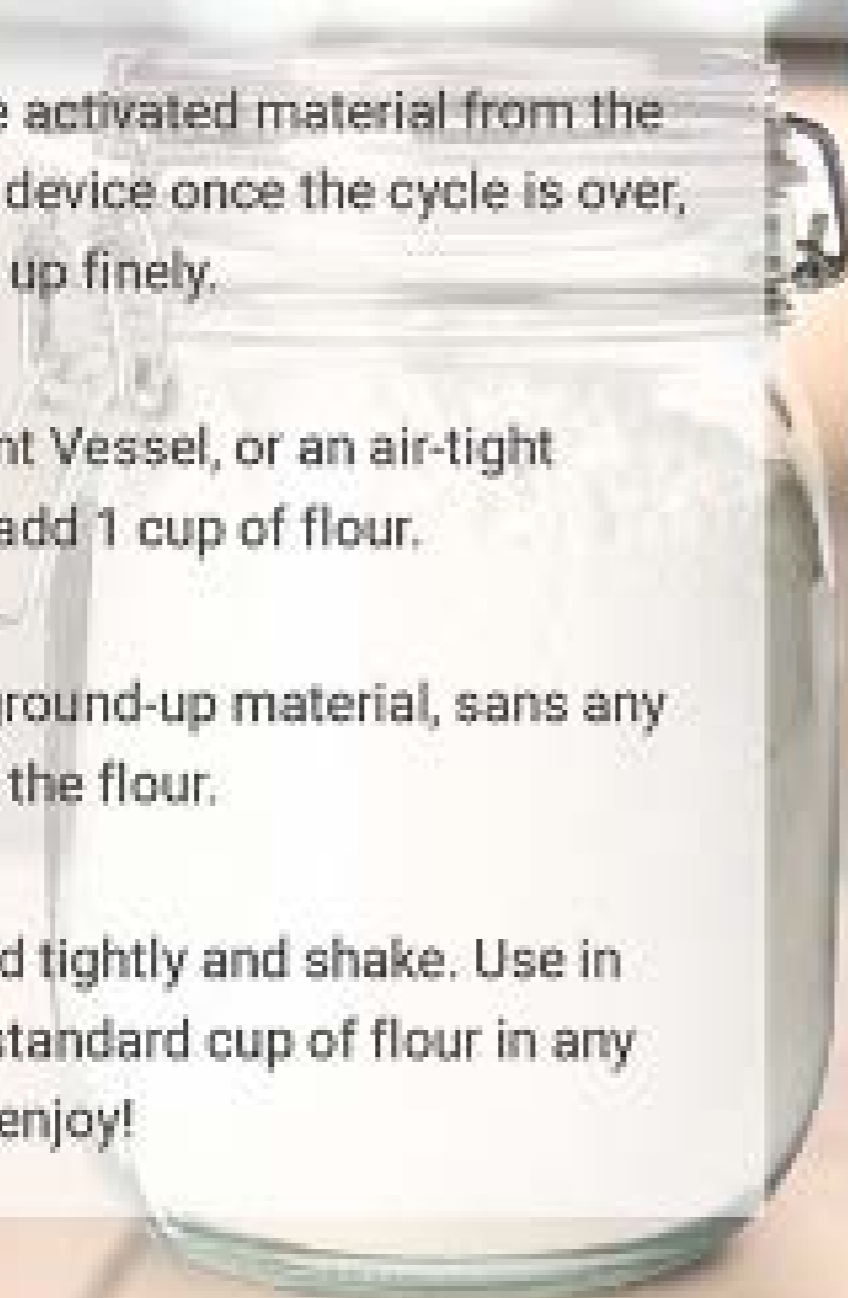 e activated material from the
device once the cycle is over,
up finely.
nt Vessel, or an air-tight
add 1 cup of flour.
ground-up material, sans any
the flour.
d tightly and shake. Use in
standard cup of flour in any
enjoy!